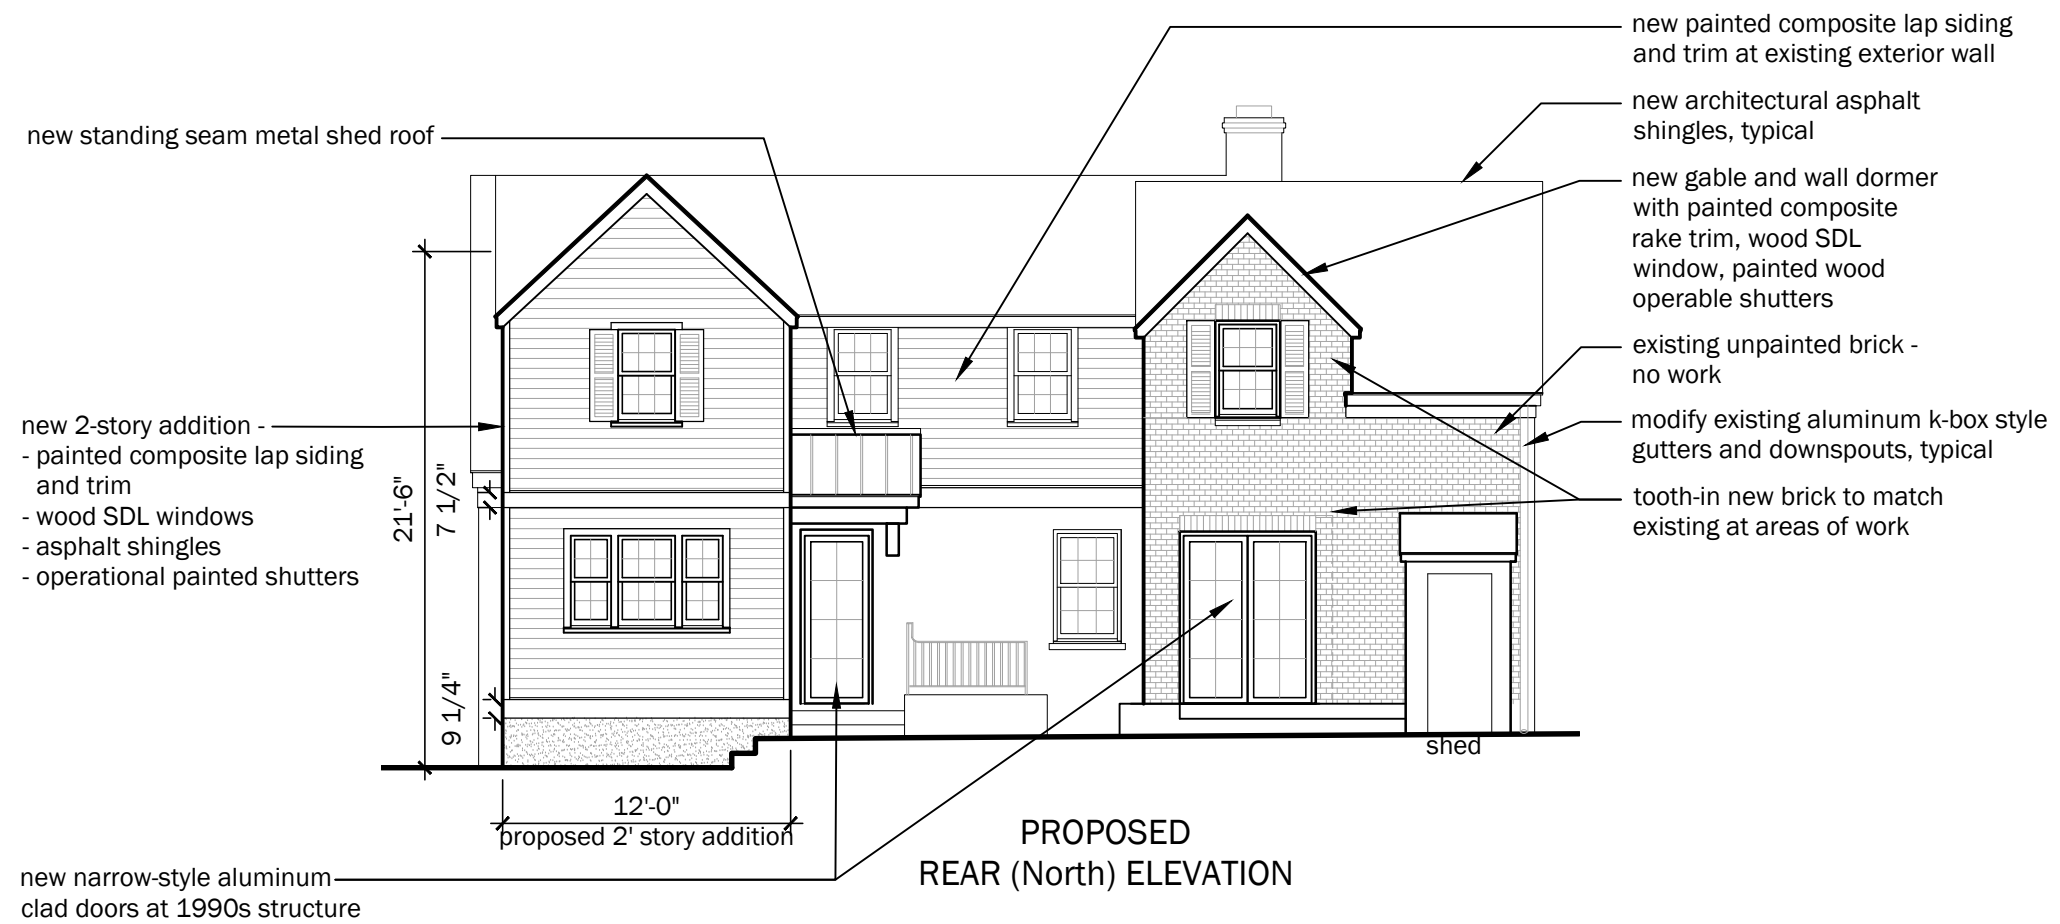 new painted composite lap siding
and trim at existing exterior wall
new architectural asphalt
shingles, typical
new standing seam metal shed roof
new gable and wall dormer
with painted composite
rake trim, wood SDL
window, painted wood
operable shutters
existing unpainted brick -
no work
new 2-story addition -
- painted composite lap siding
and trim
- wood SDL windows
- asphalt shingles
- operational painted shutters
modify existing aluminum k-box style
gutters and downspouts, typical
21'-6"
7 1/2"
tooth-in new brick to match
existing at areas of work
9 1/4"
shed
12'-0"
proposed 2' story addition
PROPOSED
REAR (North) ELEVATION
new narrow-style aluminum
clad doors at 1990s structure